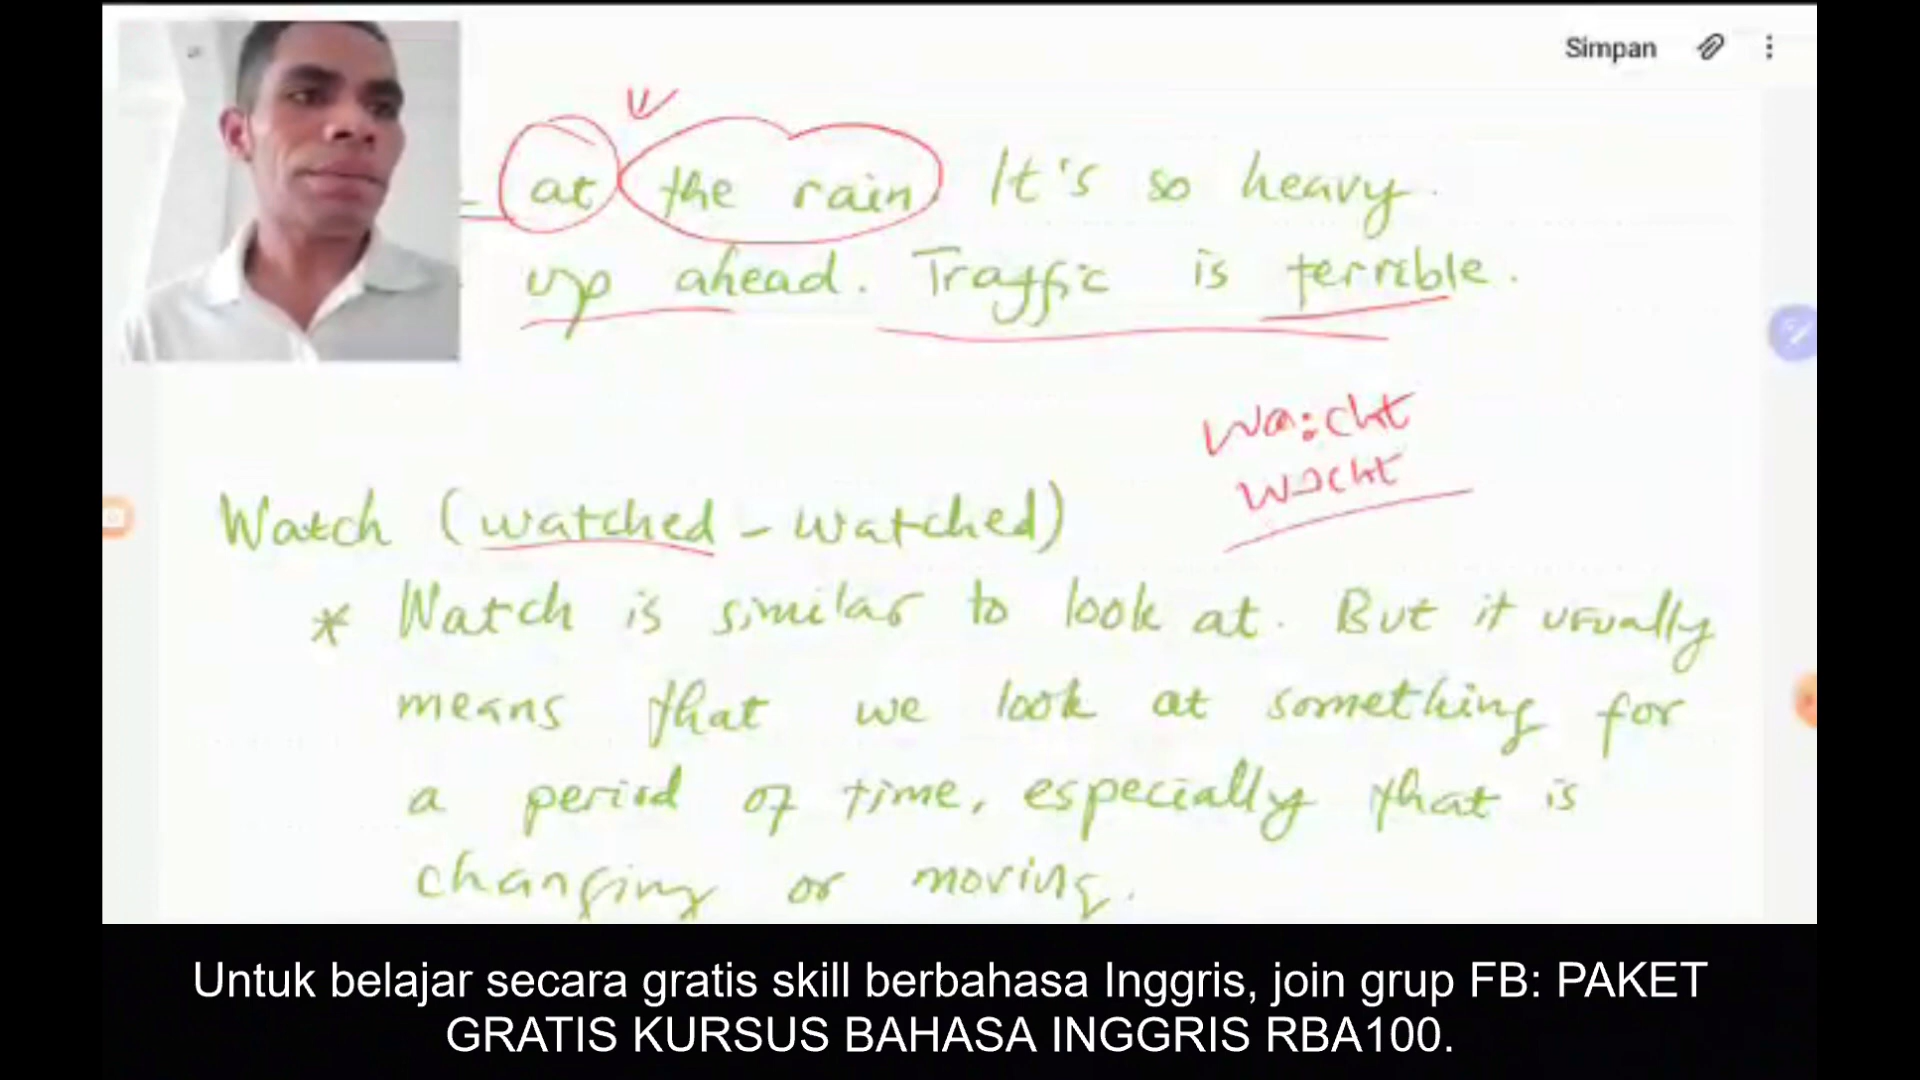 Simpan
at the rain It's so heavy.
up ahead. Traffic is terrible.
wa:cht
wɔcht
Watch (watched - watched)
* Watch is similar to look at. But it usually
means that we look at something for
a period of time, especially that is
changing or moving.
Untuk belajar secara gratis skill berbahasa Inggris, join grup FB: PAKET
GRATIS KURSUS BAHASA INGGRIS RBA100.